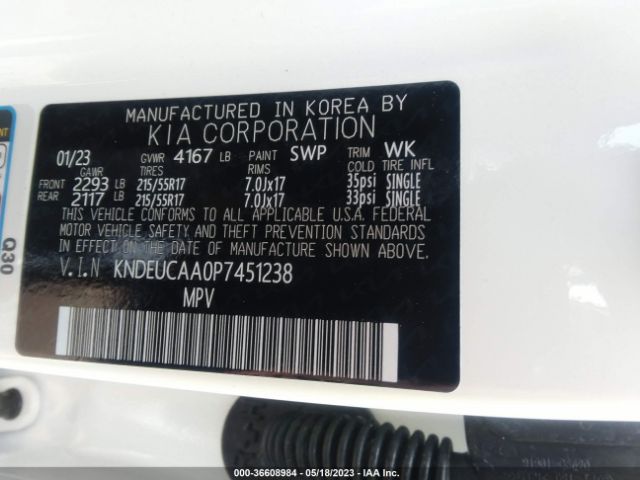 MANUFACTURED IN KOREA BY
KIA CORPORATION
01/23 GVWR 4167 LB PAINT SWP TRIM WK
GAWR TIRES RIMS COLD TIRE INFL
FRONT 2293 LB 215/55R17 7.0Jx17 35psi SINGLE
REAR 2117 LB 215/55R17 7.0Jx17 33psi SINGLE
THIS VEHICLE CONFORMS TO ALL APPLICABLE U.S.A. FEDERAL
MOTOR VEHICLE SAFETY AND THEFT PREVENTION STANDARDS
IN EFFECT ON THE DATE OF MANUFACTURE SHOWN ABOVE.
V.I.N KNDEUCAA0P7451238
MPV
Q30
000-36608984 - 05/18/2023 - IAA Inc.